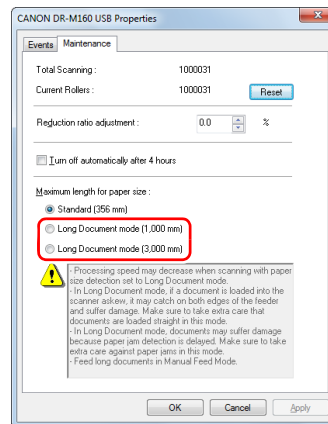 CANON DR-M160 USB Properties
Events Maintenance
Total Scanning : 1000031
Current Rollers : 1000031 Reset
Reduction ratio adjustment : 0.0 %
Turn off automatically after 4 hours
Maximum length for paper size :
Standard (356 mm)
Long Document mode (1,000 mm)
Long Document mode (3,000 mm)
- Processing speed may decrease when scanning with paper
size detection set to Long Document mode.
- In Long Document mode, if a document is loaded into the
scanner askew, it may catch on both edges of the feeder
and suffer damage. Make sure to take extra care that
documents are loaded straight in this mode.
- In Long Document mode, documents may suffer damage
because paper jam detection is delayed. Make sure to take
extra care against paper jams in this mode.
- Feed long documents in Manual Feed Mode.
OK Cancel Apply